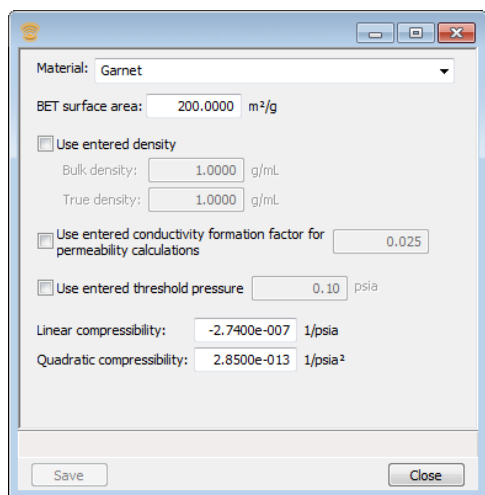 Material: Garnet
BET surface area: 200.0000 m²/g
Use entered density
Bulk density: 1.0000 g/mL
True density: 1.0000 g/mL
Use entered conductivity formation factor for
permeability calculations 0.025
Use entered threshold pressure 0.10 psia
Linear compressibility: -2.7400e-007 1/psia
Quadratic compressibility: 2.8500e-013 1/psia²
Save Close